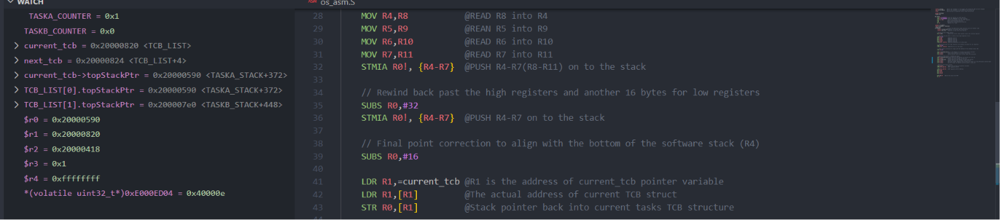 WATCH
TASKA_COUNTER = 0x1
TASKB_COUNTER = 0x0
current_tcb = 0x20000820 <TCB_LIST>
next_tcb = 0x20000824 <TCB_LIST+4>
current_tcb->topStackPtr = 0x20000590 <TASKA_STACK+372>
TCB_LIST[0].topStackPtr = 0x20000590 <TASKA_STACK+372>
TCB_LIST[1].topStackPtr = 0x200007e0 <TASKB_STACK+448>
$r0 = 0x20000590
$r1 = 0x20000820
$r2 = 0x20000418
$r3 = 0x1
$r4 = 0xffffffff
*(volatile uint32_t*)0xE000ED04 = 0x40000e
ASM os_asm.S
28 MOV R4,R8 @READ R8 into R4
29 MOV R5,R9 @REAN R5 into R9
30 MOV R6,R10 @READ R6 into R10
31 MOV R7,R11 @READ R7 into R11
32 STMIA R0!, {R4-R7} @PUSH R4-R7(R8-R11) on to the stack
33
34 // Rewind back past the high registers and another 16 bytes for low registers
35 SUBS R0,#32
36 STMIA R0!, {R4-R7} @PUSH R4-R7 on to the stack
37
38 // Final point correction to align with the bottom of the software stack (R4)
39 SUBS R0,#16
40
41 LDR R1,=current_tcb @R1 is the address of current_tcb pointer variable
42 LDR R1,[R1] @The actual address of current TCB struct
43 STR R0,[R1] @Stack pointer back into current tasks TCB structure